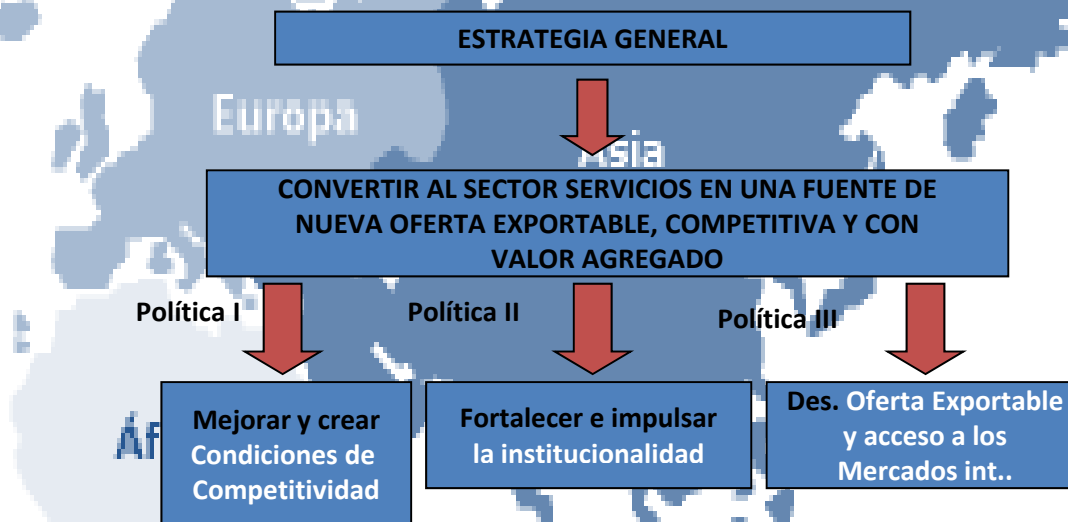 ESTRATEGIA GENERAL
Europa
Asia
CONVERTIR AL SECTOR SERVICIOS EN UNA FUENTE DE
NUEVA OFERTA EXPORTABLE, COMPETITIVA Y CON
VALOR AGREGADO
Política I
Política II
Política III
Áf
Mejorar y crear
Condiciones de
Competitividad
Fortalecer e impulsar
la institucionalidad
Des. Oferta Exportable
y acceso a los
Mercados int..